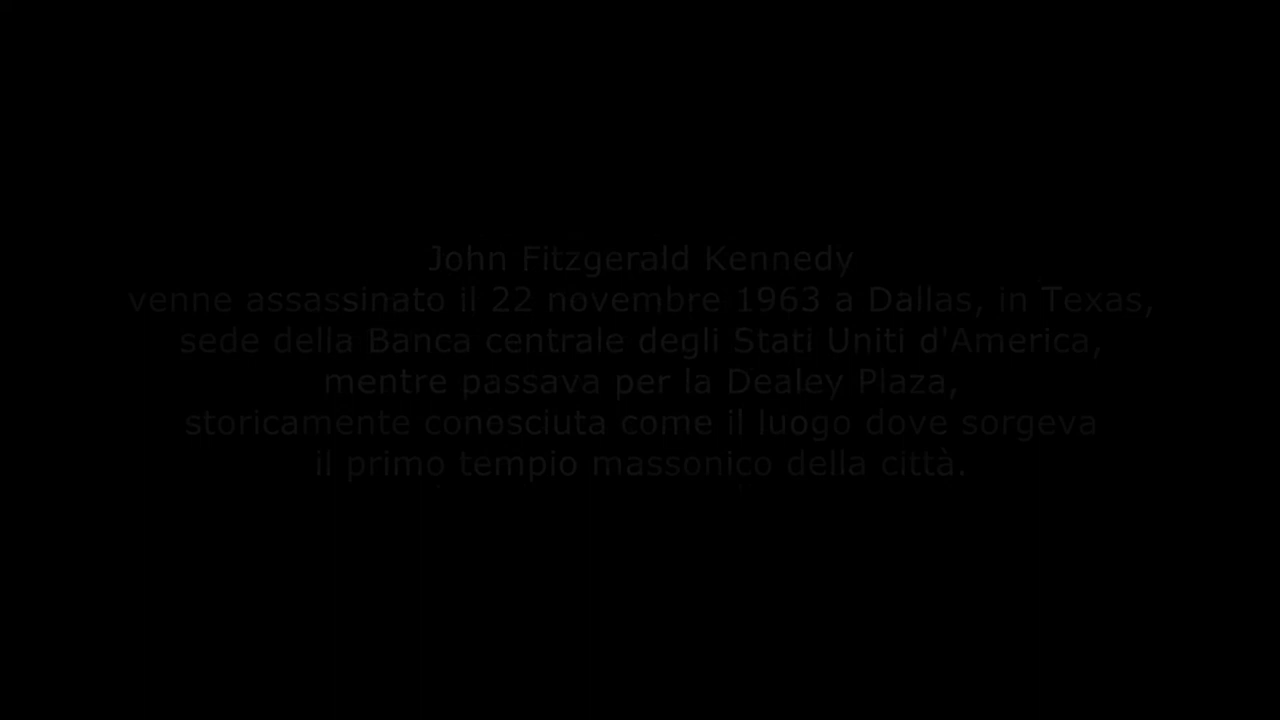 John Fitzgerald Kennedy
venne assassinato il 22 novembre 1963 a Dallas, in Texas,
sede della Banca centrale degli Stati Uniti d'America,
mentre passava per la Dealey Plaza,
storicamente conosciuta come il luogo dove sorgeva
il primo tempio massonico della città.